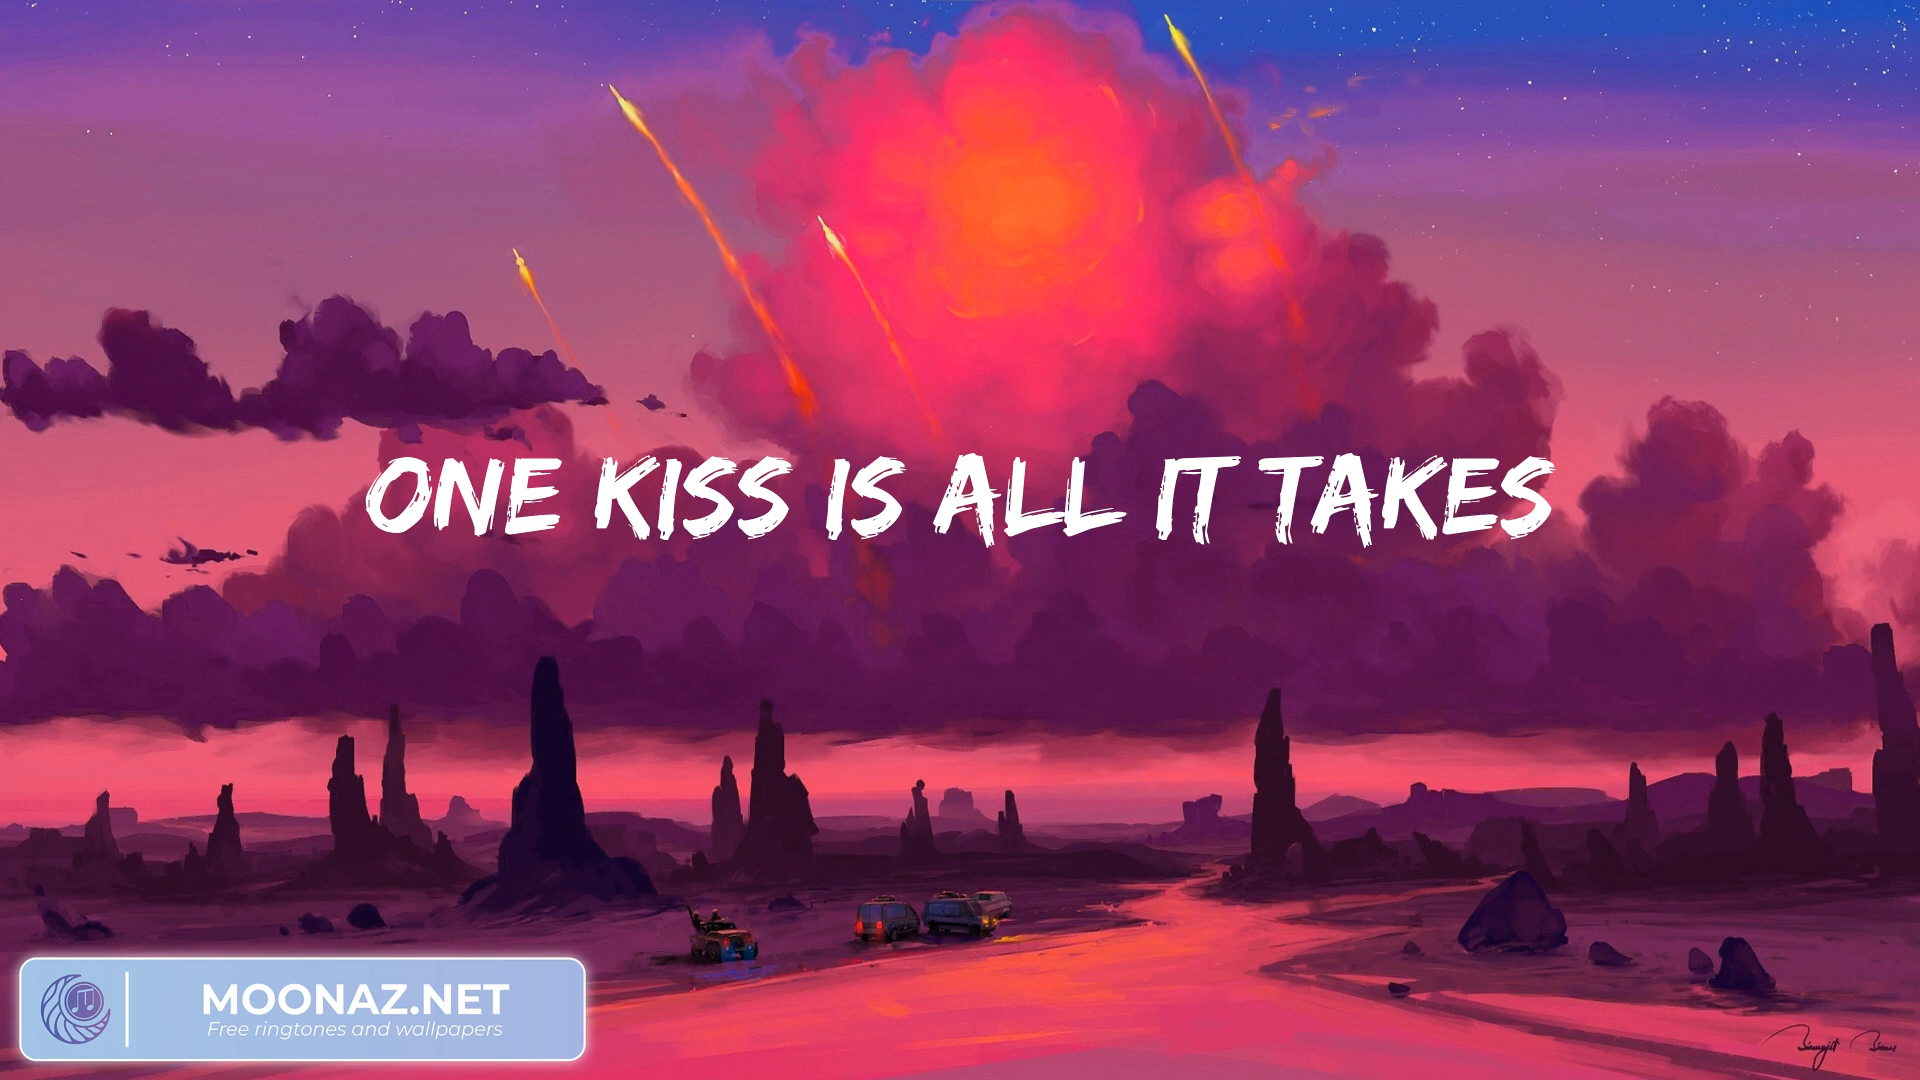 ONE KISS IS ALL IT TAKES
MOONAZ.NET
Free ringtones and wallpapers